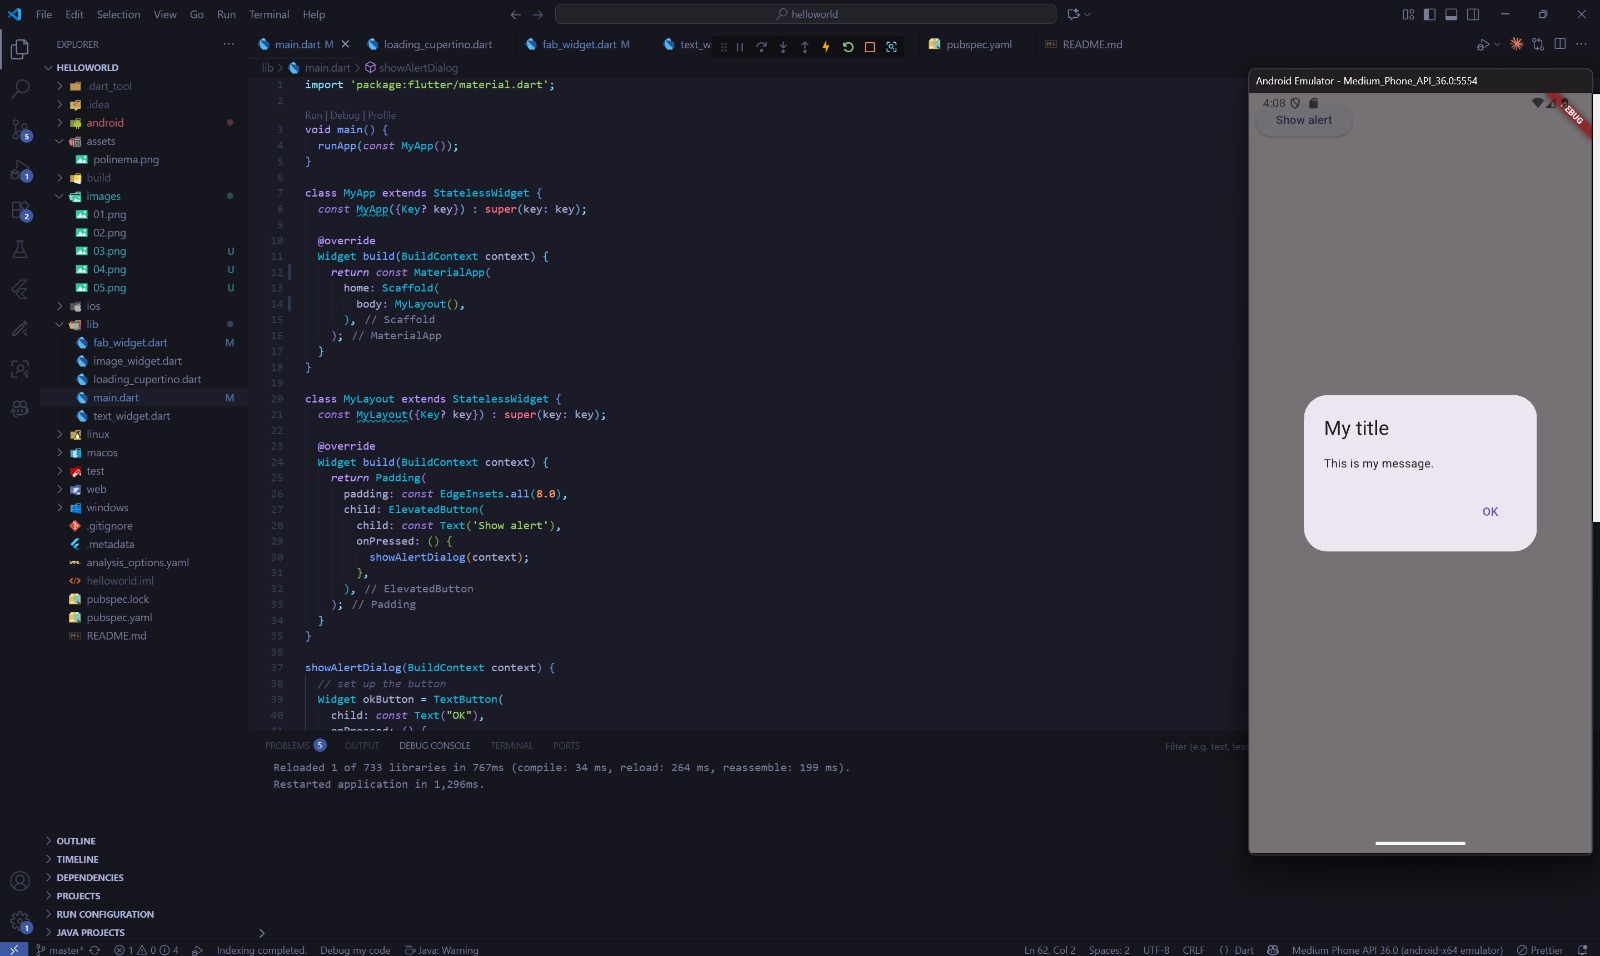 File Edit Selection View Go Run Terminal Help
helloworld
EXPLORER
main.dart M
loading_cupertino.dart
fab_widget.dart M
text_w
pubspec.yaml
README.md
lib > main.dart > showAlertDialog
HELLOWORLD
.dart_tool
.idea
android
assets
polinema.png
build
images
01.png
02.png
03.png U
04.png U
05.png U
ios
lib
fab_widget.dart M
image_widget.dart
loading_cupertino.dart
main.dart M
text_widget.dart
linux
macos
test
web
windows
.gitignore
.metadata
analysis_options.yaml
helloworld.iml
pubspec.lock
pubspec.yaml
README.md
OUTLINE
TIMELINE
DEPENDENCIES
PROJECTS
RUN CONFIGURATION
JAVA PROJECTS
5
1
2
1
1 import 'package:flutter/material.dart';
2
Run | Debug | Profile
3 void main() {
4 runApp(const MyApp());
5 }
6
7 class MyApp extends StatelessWidget {
8 const MyApp({Key? key}) : super(key: key);
9
10 @override
11 Widget build(BuildContext context) {
12 return const MaterialApp(
13 home: Scaffold(
14 body: MyLayout(),
15 ), // Scaffold
16 ); // MaterialApp
17 }
18 }
19
20 class MyLayout extends StatelessWidget {
21 const MyLayout({Key? key}) : super(key: key);
22
23 @override
24 Widget build(BuildContext context) {
25 return Padding(
26 padding: const EdgeInsets.all(8.0),
27 child: ElevatedButton(
28 child: const Text('Show alert'),
29 onPressed: () {
30 showAlertDialog(context);
31 },
32 ), // ElevatedButton
33 ); // Padding
34 }
35 }
36
37 showAlertDialog(BuildContext context) {
38 // set up the button
39 Widget okButton = TextButton(
40 child: const Text("OK"),
41 onPressed: () {
PROBLEMS 5 OUTPUT DEBUG CONSOLE TERMINAL PORTS
Filter (e.g. text, !exc
Reloaded 1 of 733 libraries in 767ms (compile: 34 ms, reload: 264 ms, reassemble: 199 ms).
Restarted application in 1,296ms.
Android Emulator - Medium_Phone_API_36.0:5554
4:08
Show alert
My title
This is my message.
OK
master* 1 0 4 Indexing completed. Debug my code Java: Warning
Ln 62, Col 2 Spaces: 2 UTF-8 CRLF {} Dart Medium Phone API 36.0 (android-x64 emulator) Prettier